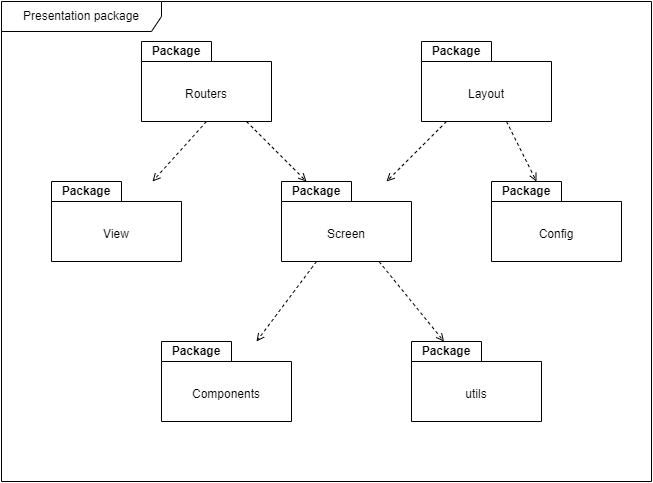 Presentation package
Package
Package
Routers
Layout
Package
Package
Package
View
Screen
Config
Package
Package
Components
utils